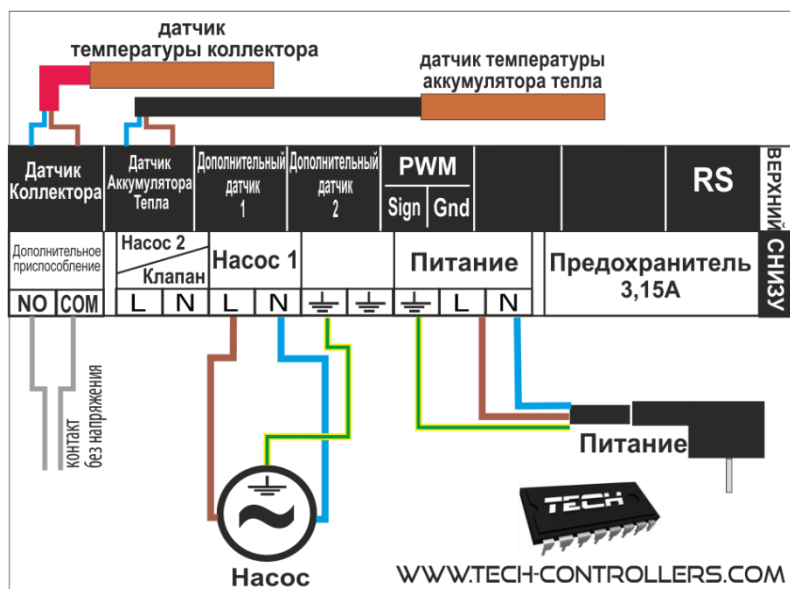 датчик
температуры коллектора
датчик температуры
аккумулятора тепла
Датчик
Коллектора
Датчик
Аккумулятора
Тепла
Дополнительный
датчик
1
Дополнительный
датчик
2
PWM
Sign Gnd
RS
ВЕРХНИЙ
Дополнительное
приспособление
NO COM
Насос 2
Клапан
L N
Насос 1
L N
Питание
L N
Предохранитель
3,15А
СНИЗУ
контакт
без напряжения
Насос
Питание
TECH
WWW.TECH-CONTROLLERS.COM